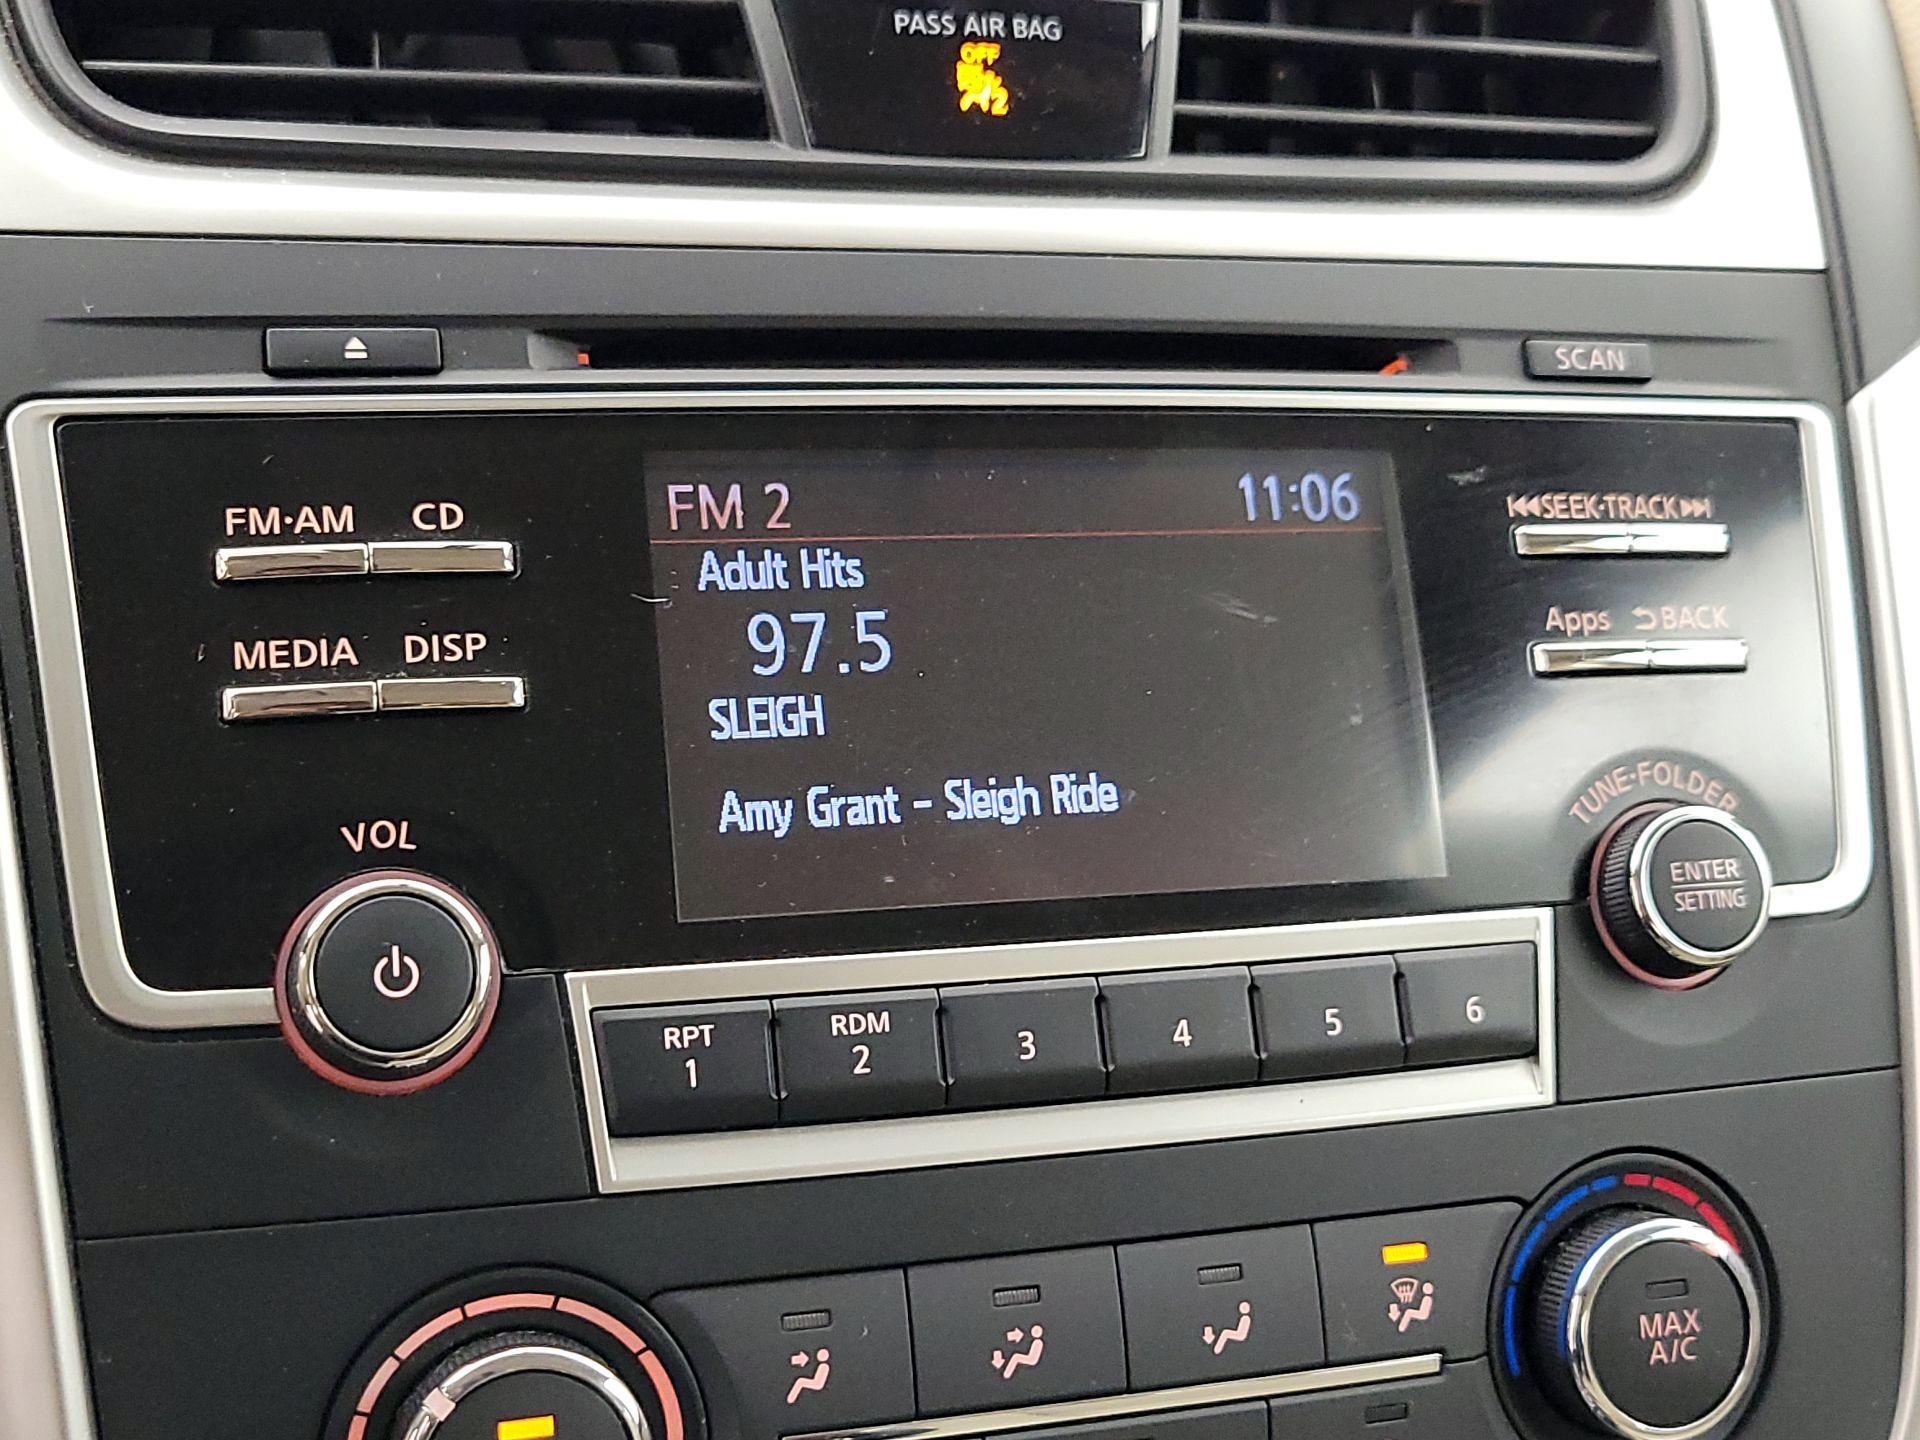 PASS AIR BAG
OFF
SCAN
FM·AM CD
FM 2 11:06
SEEK·TRACK
Adult Hits
97.5
Apps BACK
MEDIA DISP
SLEIGH
Amy Grant - Sleigh Ride
TUNE·FOLDER
VOL
ENTER
SETTING
RPT
1
RDM
2
3
4
5
6
MAX
A/C